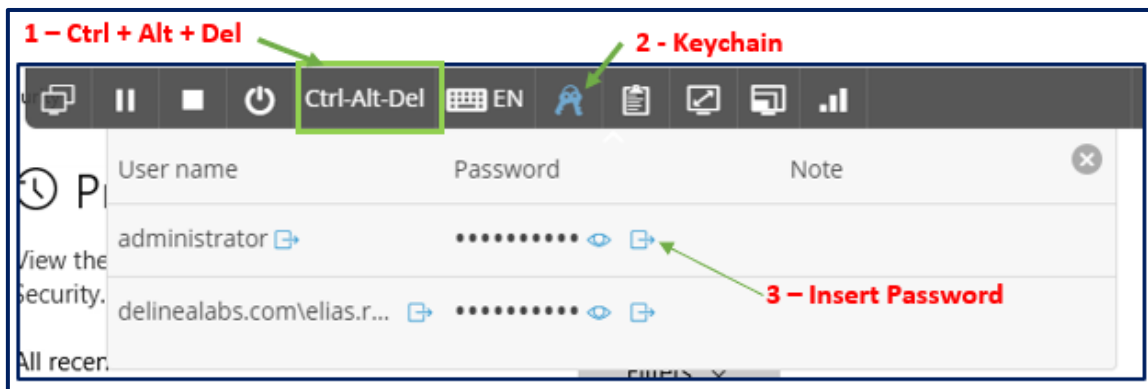 1 – Ctrl + Alt + Del
2 - Keychain
Ctrl-Alt-Del EN
User name Password Note
P
administrator ••••••••••
View the
Security.
3 – Insert Password
delinealabs.com\elias.r... ••••••••••
All recen
Filters